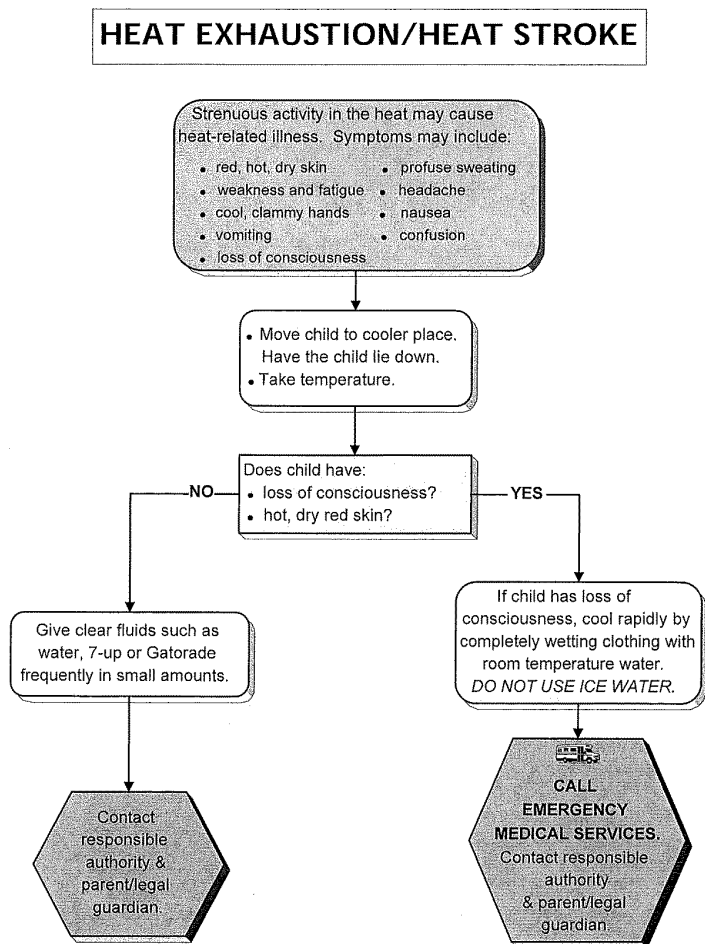 HEAT EXHAUSTION/HEAT STROKE
Strenuous activity in the heat may cause
heat-related illness. Symptoms may include:
• red, hot, dry skin
• weakness and fatigue
• cool, clammy hands
• vomiting
• loss of consciousness
• profuse sweating
• headache
• nausea
• confusion
• Move child to cooler place.
Have the child lie down.
• Take temperature.
Does child have:
• loss of consciousness?
• hot, dry red skin?
NO
YES
Give clear fluids such as
water, 7-up or Gatorade
frequently in small amounts.
If child has loss of
consciousness, cool rapidly by
completely wetting clothing with
room temperature water.
DO NOT USE ICE WATER.
Contact
responsible
authority &
parent/legal
guardian.
CALL
EMERGENCY
MEDICAL SERVICES.
Contact responsible
authority
& parent/legal
guardian.